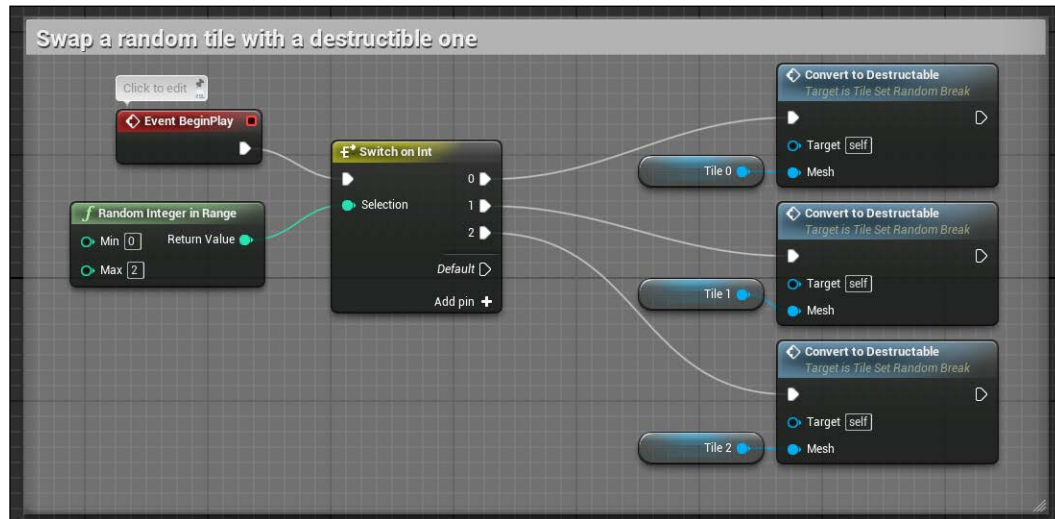 Swap a random tile with a destructible one
Click to edit
Event BeginPlay
Random Integer in Range
Min 0 Return Value
Max 2
Switch on Int
0
Selection 1
2
Default
Add pin +
Tile 0
Convert to Destructable
Target is Tile Set Random Break
Target self
Mesh
Tile 1
Convert to Destructable
Target is Tile Set Random Break
Target self
Mesh
Tile 2
Convert to Destructable
Target is Tile Set Random Break
Target self
Mesh